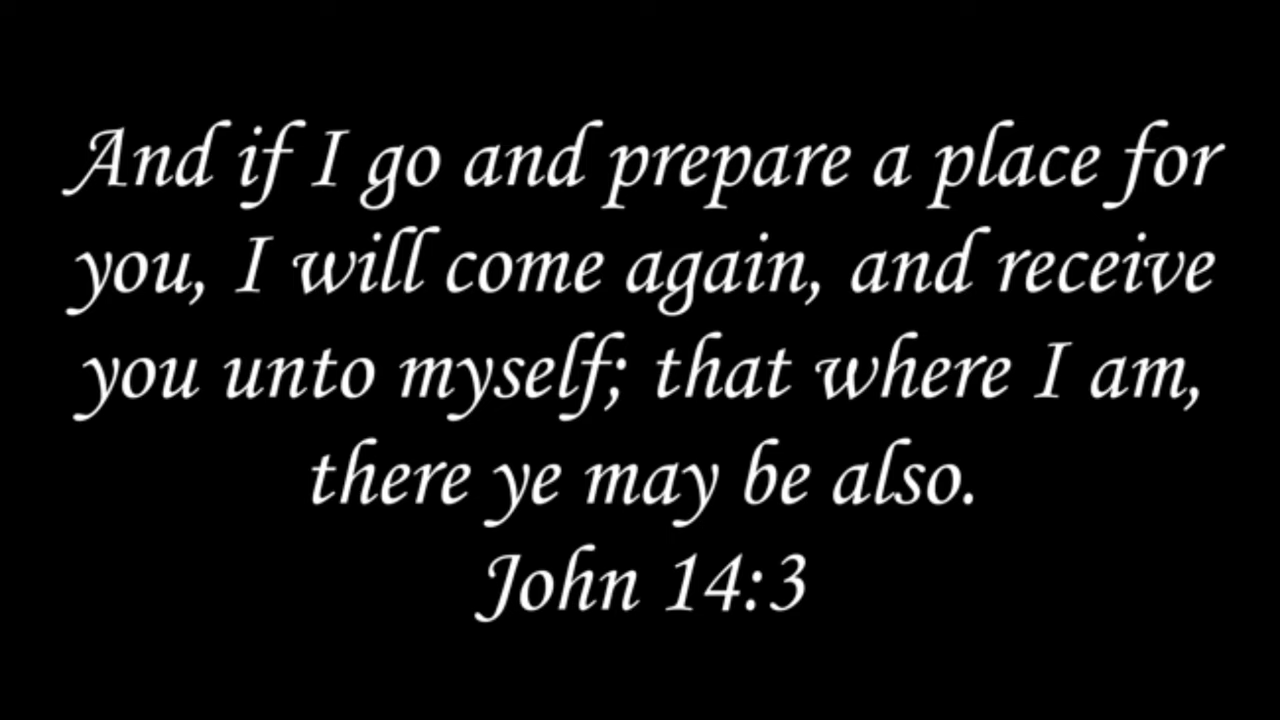 And if I go and prepare a place for
you, I will come again, and receive
you unto myself; that where I am,
there ye may be also.
John 14:3